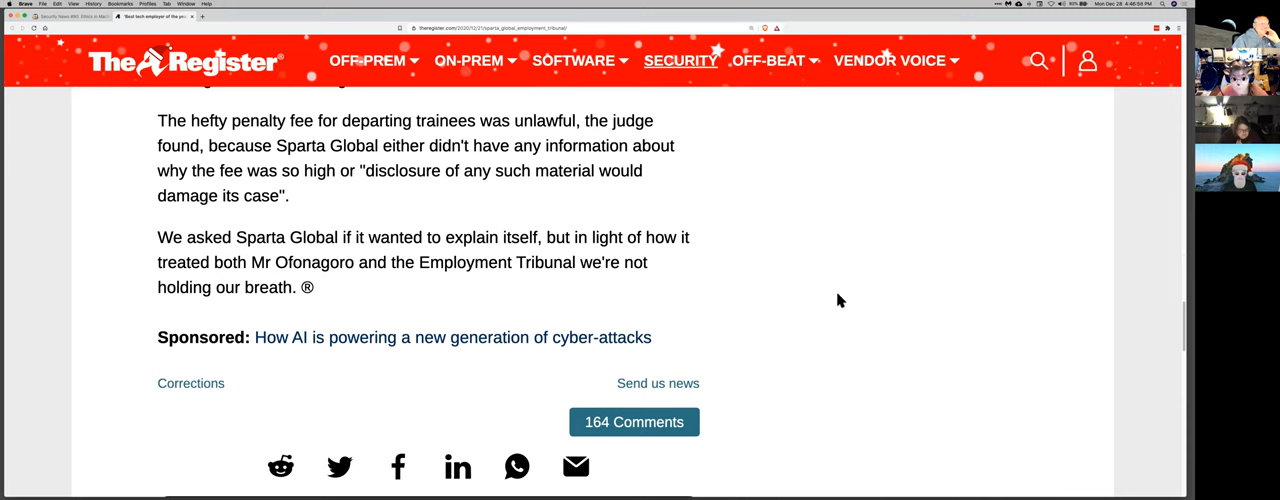 Brave File Edit View History Bookmarks Profiles Tab Window Help
93% Mon Dec 28 4:46:56 PM
'Best tech employer of the ye
theregister.com/2020/12/21/sparta_global_employment_tribunal/
The Register
OFF-PREM ON-PREM SOFTWARE SECURITY OFF-BEAT VENDOR VOICE
The hefty penalty fee for departing trainees was unlawful, the judge
found, because Sparta Global either didn't have any information about
why the fee was so high or "disclosure of any such material would
damage its case".
We asked Sparta Global if it wanted to explain itself, but in light of how it
treated both Mr Ofonagoro and the Employment Tribunal we're not
holding our breath. ®
Sponsored: How AI is powering a new generation of cyber-attacks
Corrections Send us news
164 Comments